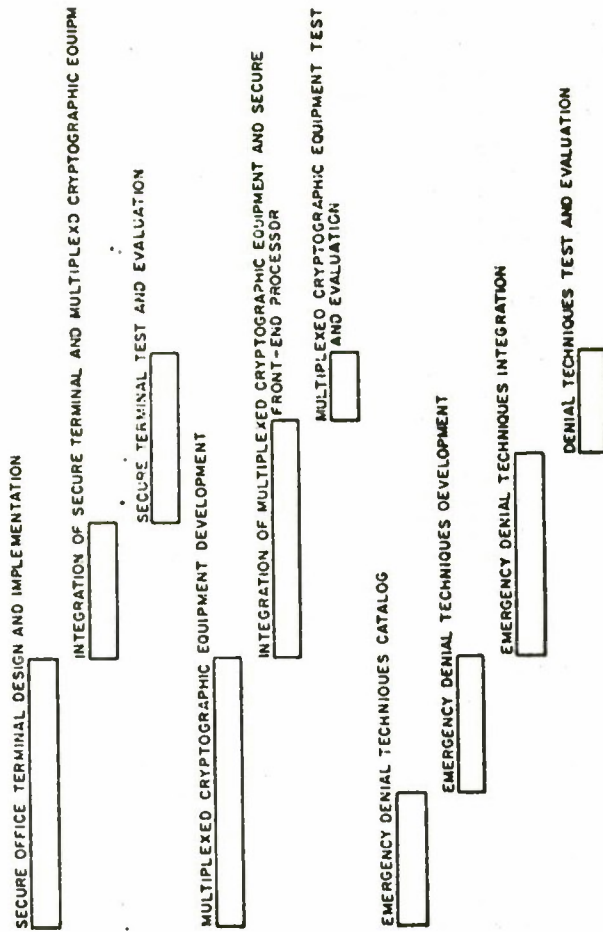 SECURE OFFICE TERMINAL DESIGN AND IMPLEMENTATION
INTEGRATION OF SECURE TERMINAL AND MULTIPLEXD CRYPTOGRAPHIC EQUIPM
SECURE TERMINAL TEST AND EVALUATION
MULTIPLEXED CRYPTOGRAPHIC EQUIPMENT DEVELOPMENT
INTEGRATION OF MULTIPLEXED CRYPTOGRAPHIC EQUIPMENT AND SECURE
FRONT-END PROCESSOR
MULTIPLEXED CRYPTOGRAPHIC EQUIPMENT TEST
AND EVALUATION
EMERGENCY DENIAL TECHNIQUES CATALOG
EMERGENCY DENIAL TECHNIQUES DEVELOPMENT
EMERGENCY DENIAL TECHNIQUES INTEGRATION
DENIAL TECHNIQUES TEST AND EVALUATION